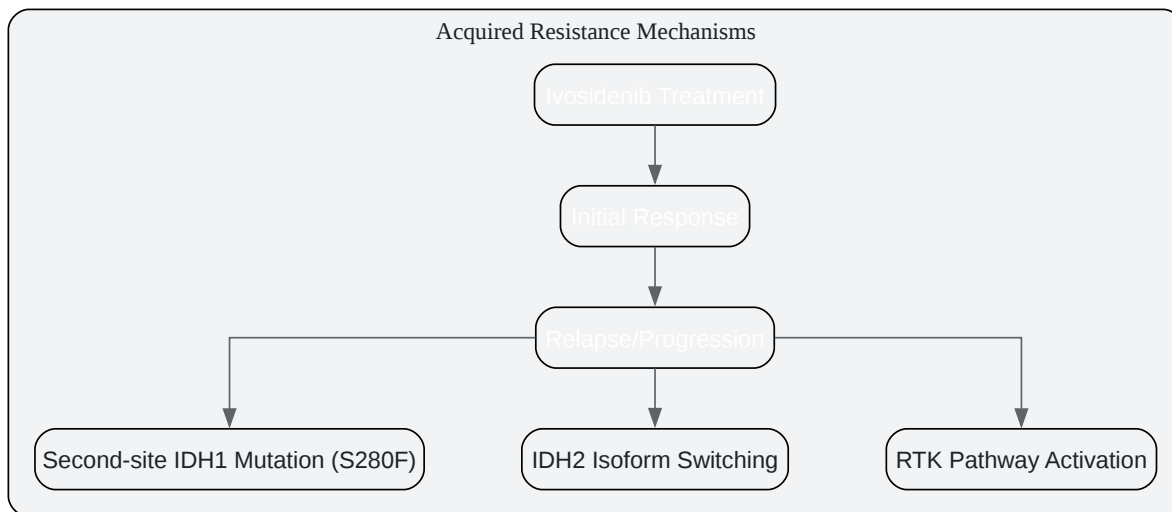 Acquired Resistance Mechanisms
Ivosidenib Treatment
Initial Response
Relapse/Progression
Second-site IDH1 Mutation (S280F)
IDH2 Isoform Switching
RTK Pathway Activation